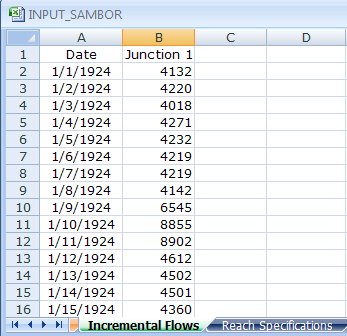 INPUT_SAMBOR
A B C D
1 Date Junction 1
2 1/1/1924 4132
3 1/2/1924 4220
4 1/3/1924 4018
5 1/4/1924 4271
6 1/5/1924 4232
7 1/6/1924 4219
8 1/7/1924 4219
9 1/8/1924 4142
10 1/9/1924 6545
11 1/10/1924 8855
12 1/11/1924 8902
13 1/12/1924 4612
14 1/13/1924 4502
15 1/14/1924 4501
16 1/15/1924 4360
Incremental Flows Reach Specifications